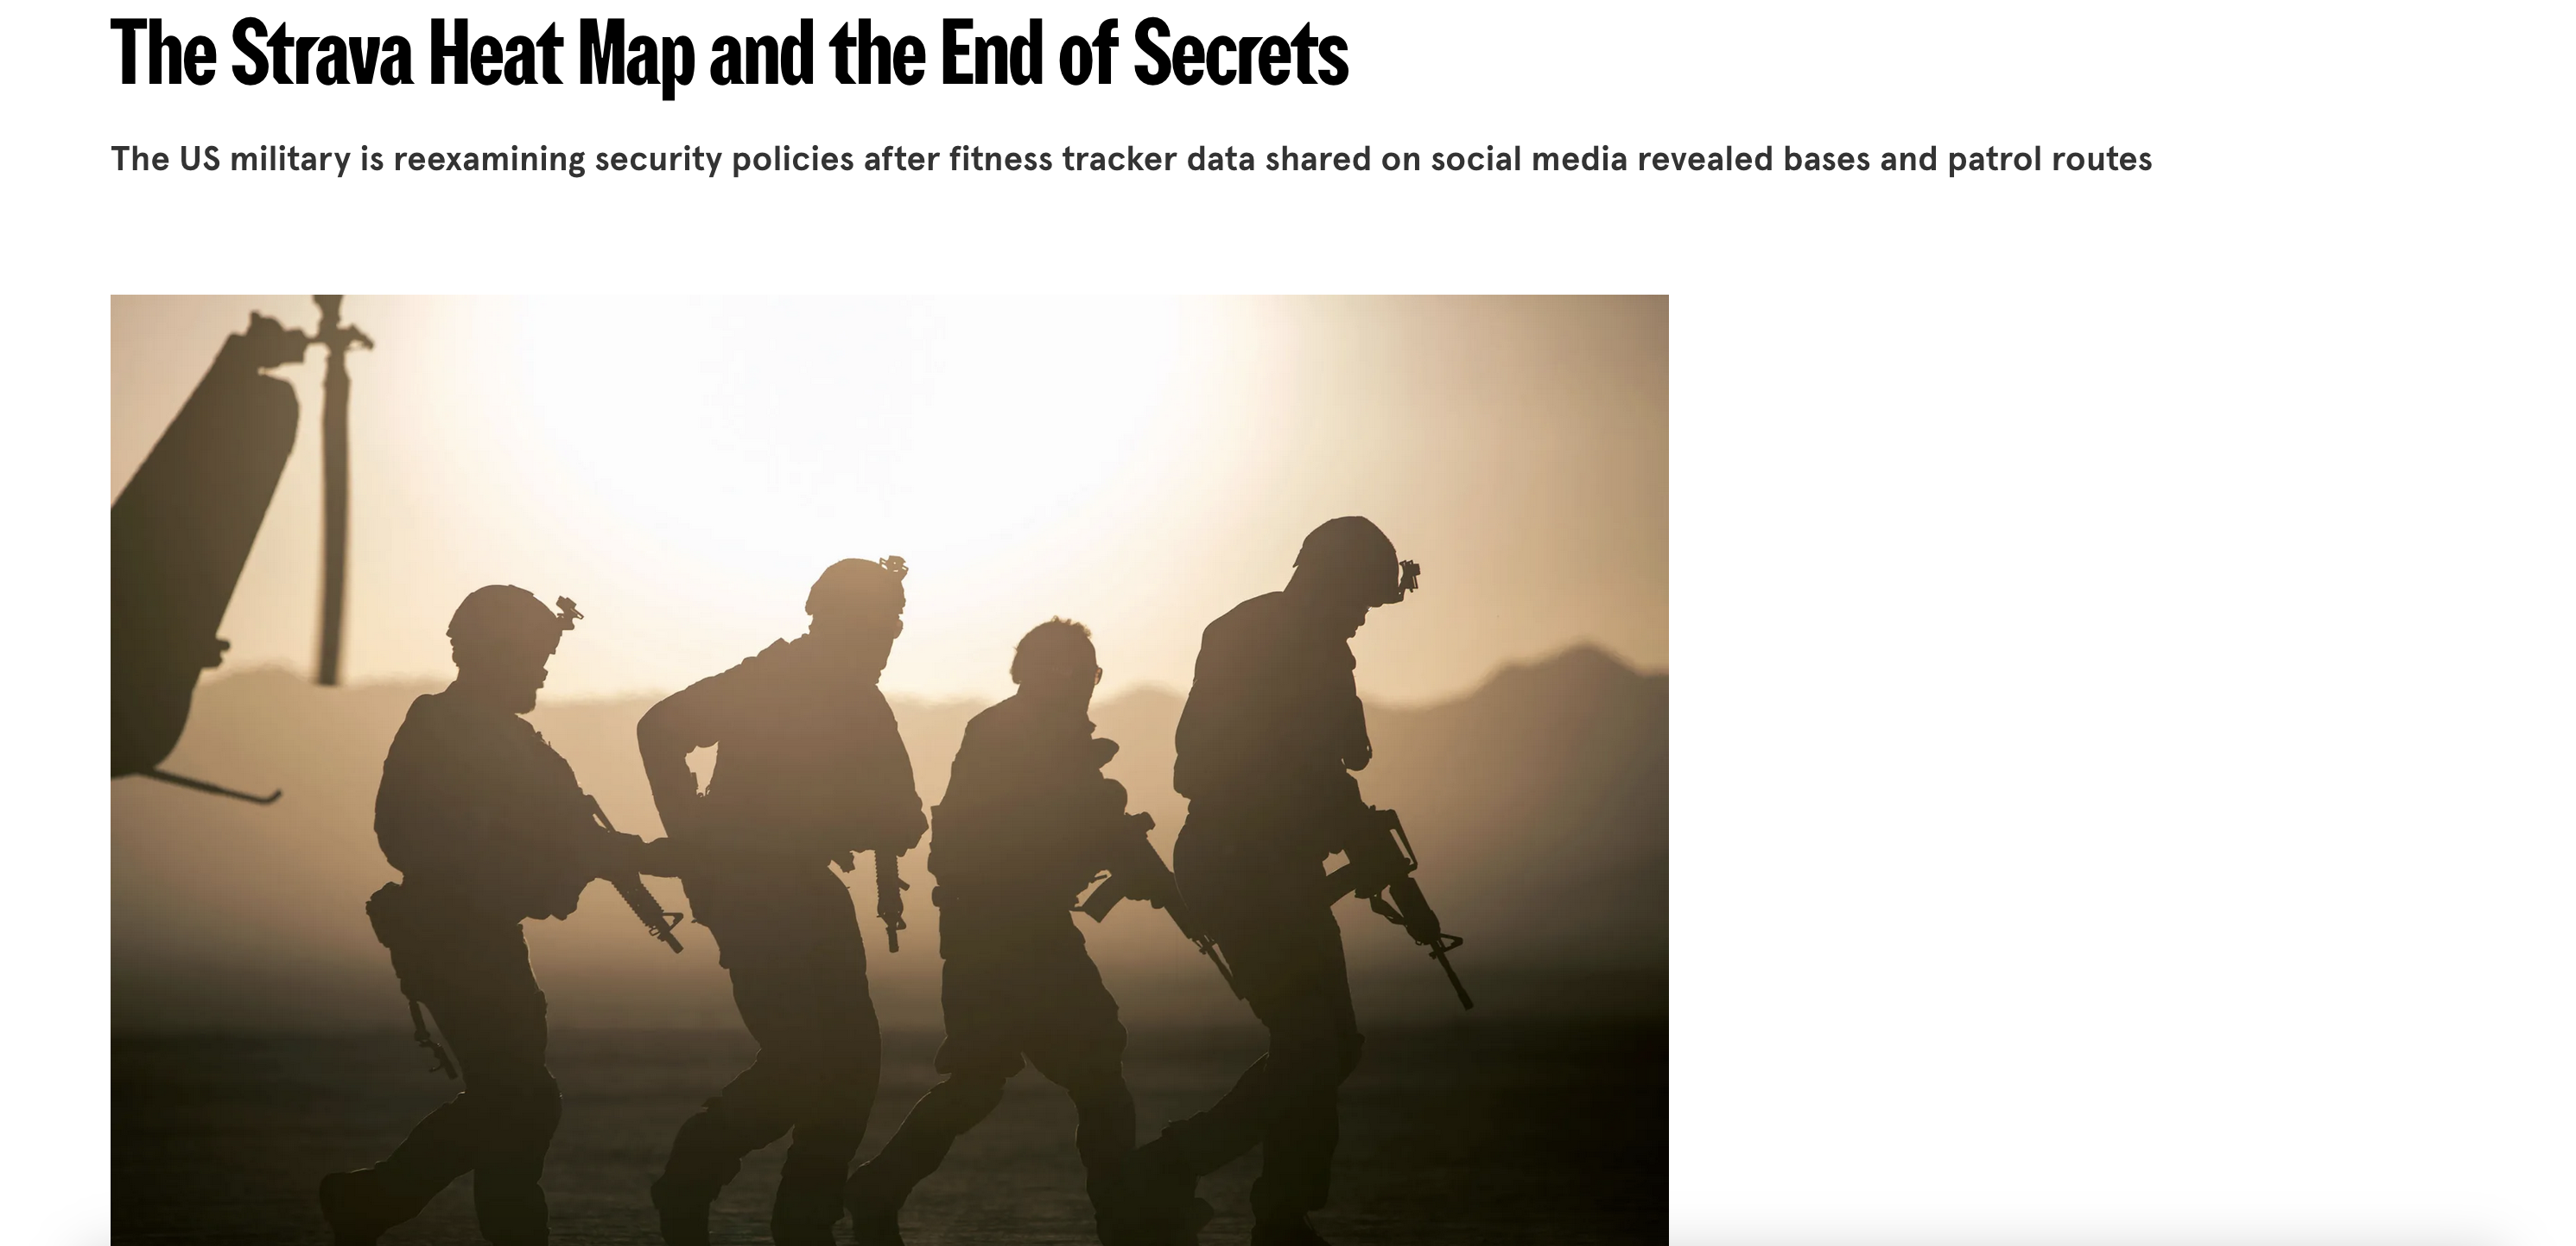 The Strava Heat Map and the End of Secrets
The US military is reexamining security policies after fitness tracker data shared on social media revealed bases and patrol routes